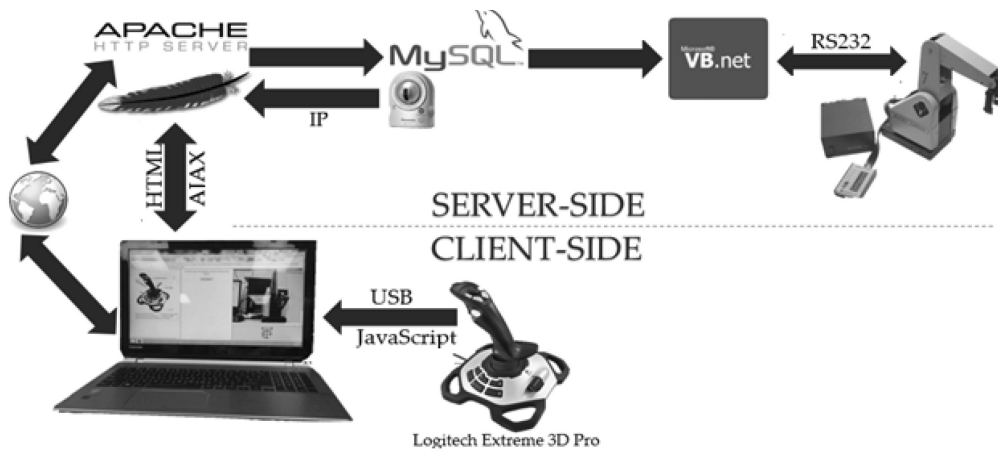 APACHE
HTTP SERVER
MySQL
Microsoft®
VB.net
RS232
IP
HTML
AJAX
SERVER-SIDE
CLIENT-SIDE
USB
JavaScript
Logitech Extreme 3D Pro